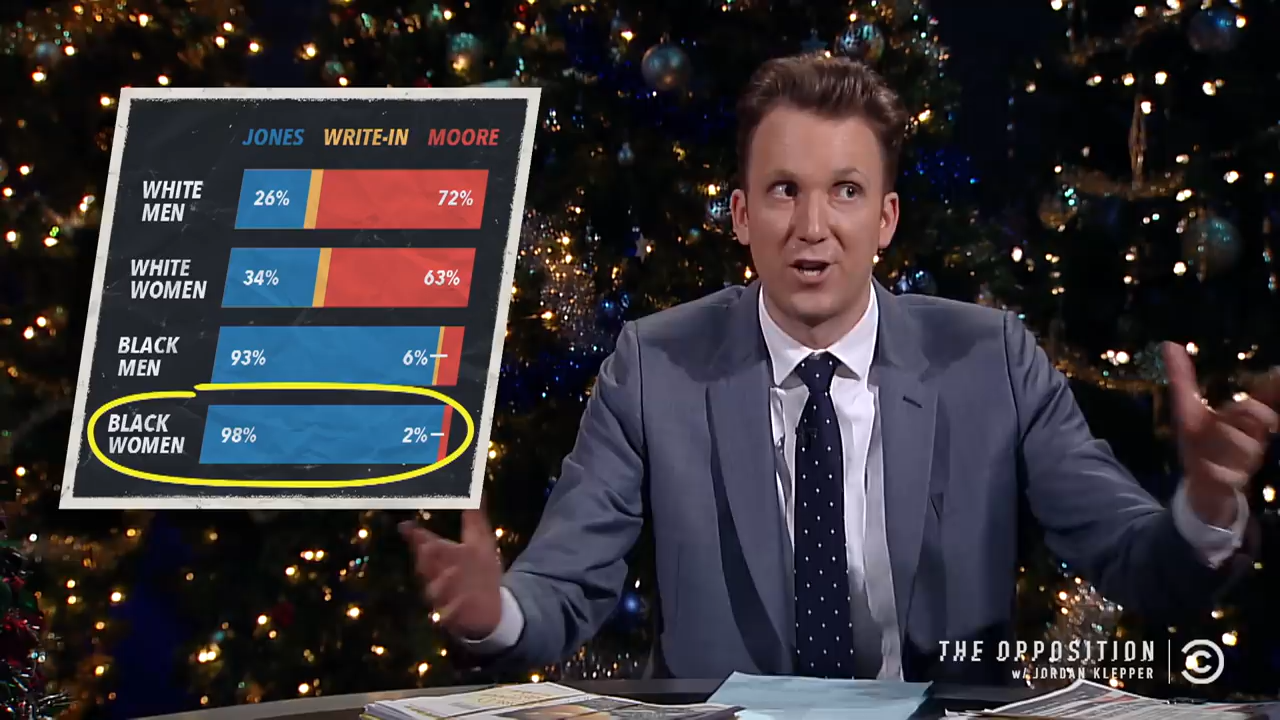 JONES WRITE-IN MOORE
WHITE
MEN
26% 72%
WHITE
WOMEN
34% 63%
BLACK
MEN
93% 6%
BLACK
WOMEN
98% 2%
THE OPPOSITION
W/ JORDAN KLEPPER